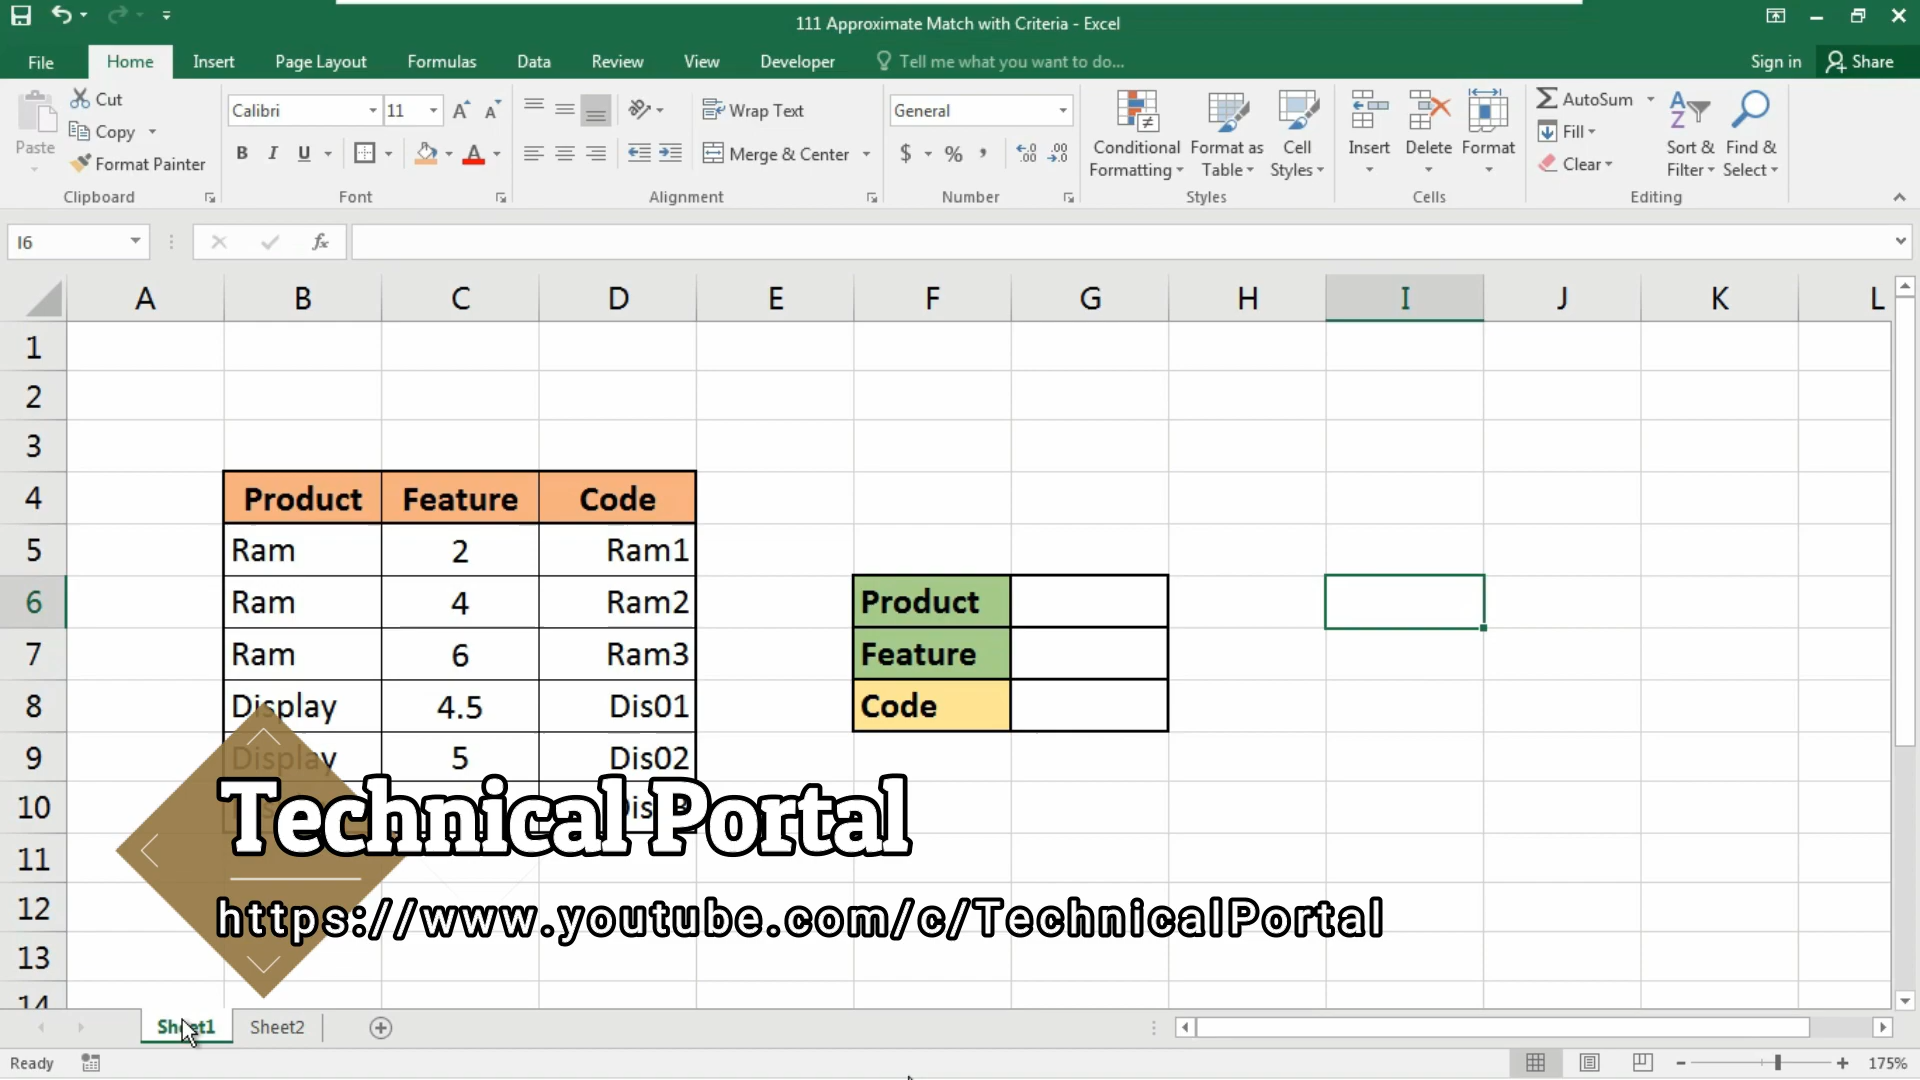 111 Approximate Match with Criteria - Excel
File Home Insert Page Layout Formulas Data Review View Developer Tell me what you want to do... Sign in Share
Paste Cut Copy Format Painter Clipboard
Calibri 11 B I U Font
Wrap Text Merge & Center Alignment
General $ % , Number
Conditional Formatting Format as Table Cell Styles Styles
Insert Delete Format Cells
AutoSum Fill Clear Sort & Filter Find & Select Editing
I6 fx
A B C D E F G H I J K L
1
2
3
4 Product Feature Code
5 Ram 2 Ram1
6 Ram 4 Ram2 Product
7 Ram 6 Ram3 Feature
8 Display 4.5 Dis01 Code
9 Display 5 Dis02
10
Technical Portal
11
12 https://www.youtube.com/c/TechnicalPortal
13
14
Sheet1 Sheet2
Ready 175%